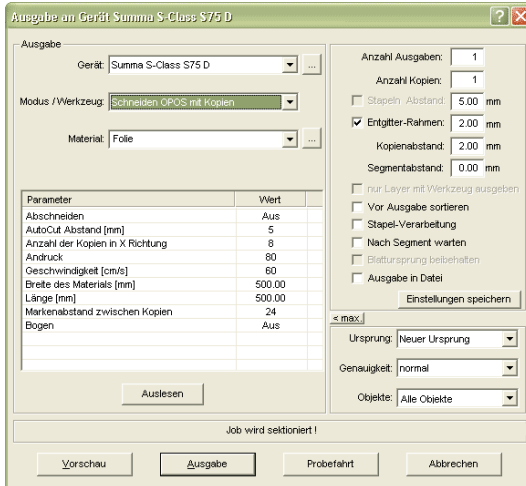 Ausgabe an Gerät Summa S-Class S75 D
Ausgabe
Gerät: Summa S-Class S75 D ...
Modus / Werkzeug: Schneiden OPOS mit Kopien
Material: Folie ...
Parameter Wert
Abschneiden Aus
AutoCut Abstand [mm] 5
Anzahl der Kopien in X Richtung 8
Andruck 80
Geschwindigkeit [cm/s] 60
Breite des Materials [mm] 500.00
Länge [mm] 500.00
Markenabstand zwischen Kopien 24
Bogen Aus
Auslesen
Anzahl Ausgaben: 1
Anzahl Kopien: 1
Stapeln Abstand: 5.00 mm
Entgitter-Rahmen: 2.00 mm
Kopienabstand: 2.00 mm
Segmentabstand: 0.00 mm
nur Layer mit Werkzeug ausgeben
Vor Ausgabe sortieren
Stapel-Verarbeitung
Nach Segment warten
Blattursprung beibehalten
Ausgabe in Datei
Einstellungen speichern
< max.
Ursprung: Neuer Ursprung
Genauigkeit: normal
Objekte: Alle Objekte
Job wird sektioniert !
Vorschau Ausgabe Probefahrt Abbrechen